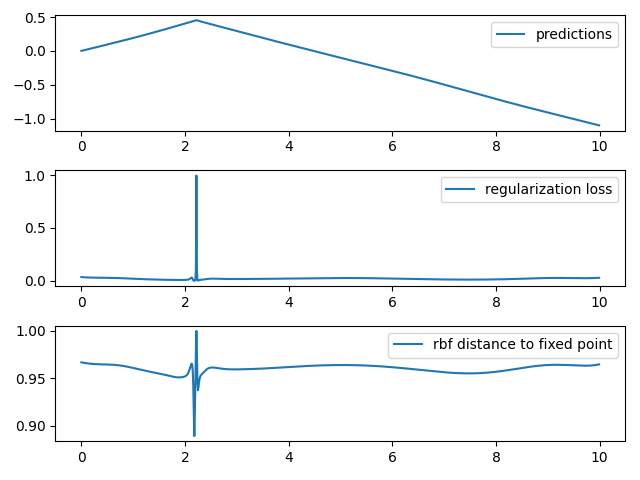 0.5
0.0
−0.5
−1.0
predictions
0 2 4 6 8 10
1.0
0.5
0.0
regularization loss
0 2 4 6 8 10
1.00
0.95
0.90
rbf distance to fixed point
0 2 4 6 8 10